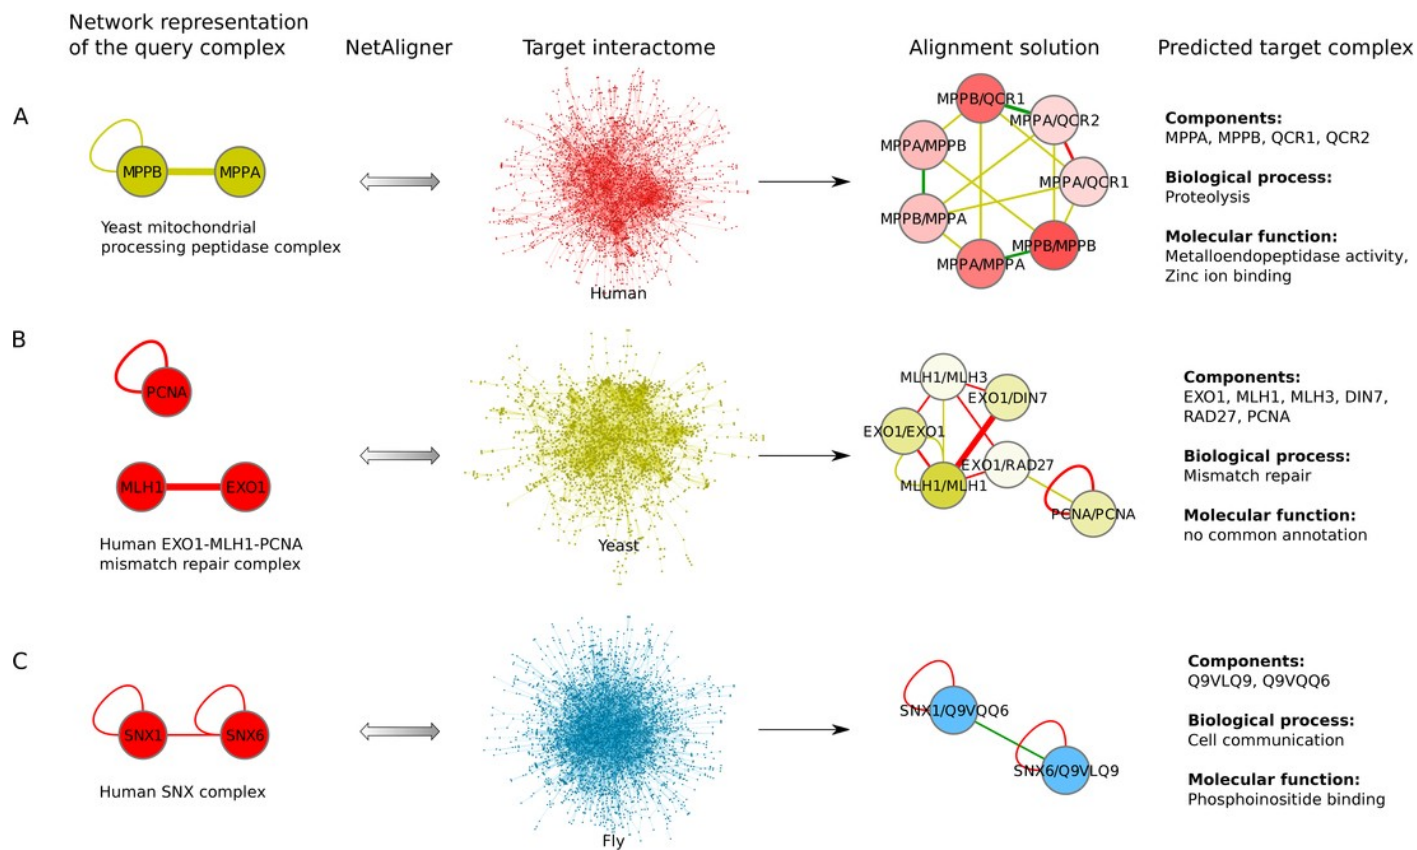 Network representation
of the query complex
NetAligner
Target interactome
Alignment solution
Predicted target complex
A
MPPB
MPPA
Yeast mitochondrial
processing peptidase complex
Human
MPPB/QCR1
MPPA/QCR2
MPPA/MPPB
MPPA/QCR1
MPPB/MPPA
MPPB/MPPB
MPPA/MPPA
Components:
MPPA, MPPB, QCR1, QCR2
Biological process:
Proteolysis
Molecular function:
Metalloendopeptidase activity,
Zinc ion binding
B
PCNA
MLH1
EXO1
Human EXO1-MLH1-PCNA
mismatch repair complex
Yeast
MLH1/MLH3
EXO1/DIN7
EXO1/EXO1
EXO1/RAD27
MLH1/MLH1
PCNA/PCNA
Components:
EXO1, MLH1, MLH3, DIN7,
RAD27, PCNA
Biological process:
Mismatch repair
Molecular function:
no common annotation
C
SNX1
SNX6
Human SNX complex
Fly
SNX1/Q9VQQ6
SNX6/Q9VLQ9
Components:
Q9VLQ9, Q9VQQ6
Biological process:
Cell communication
Molecular function:
Phosphoinositide binding